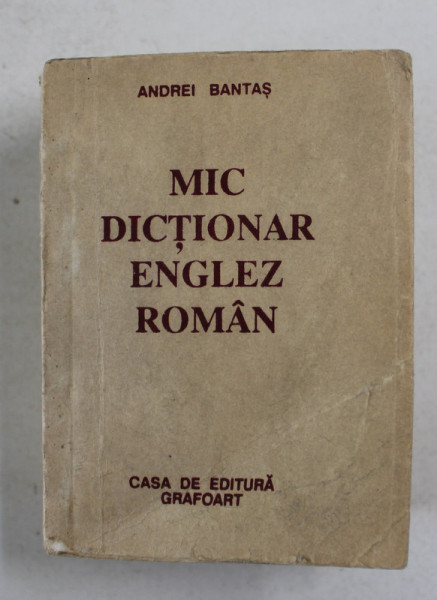 ANDREI BANTAȘ
MIC
DICȚIONAR
ENGLEZ
ROMÂN
CASA DE EDITURĂ
GRAFOART